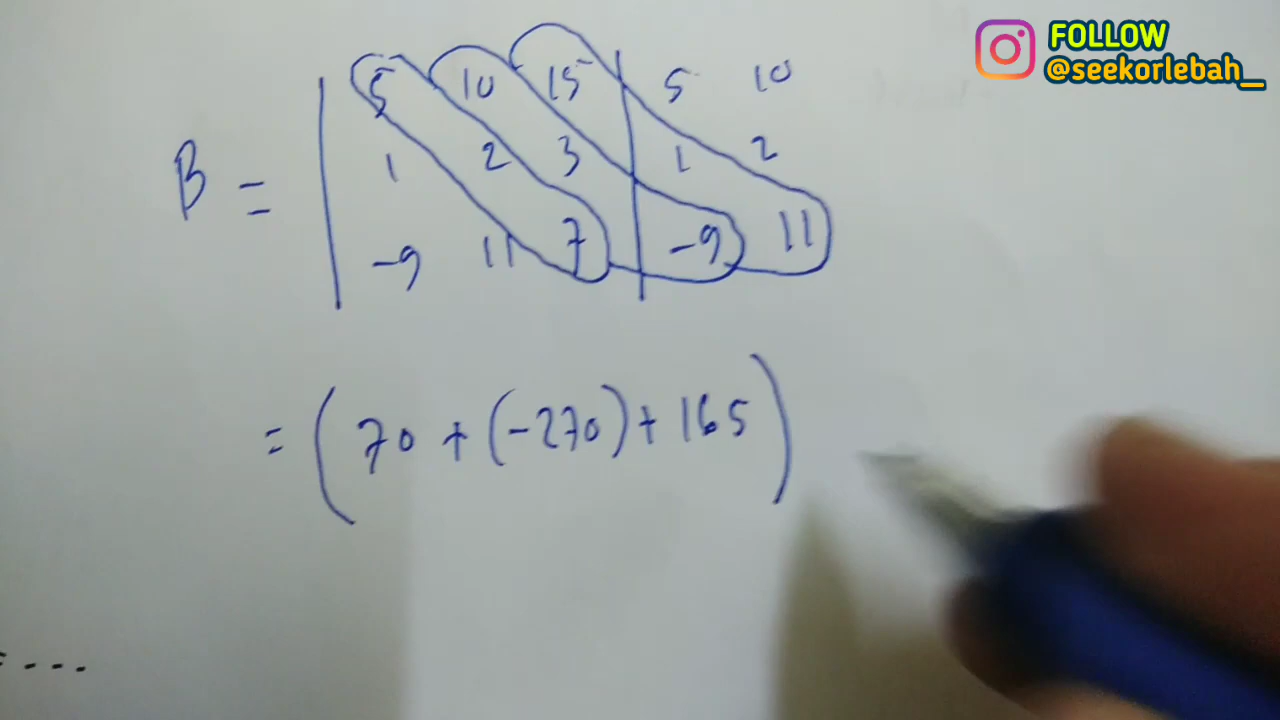 FOLLOW
@seekorlebah_
5 10 15 | 5 10
B = | 1 2 3 | 1 2
-9 11 7 | -9 11
= (70 + (-270) + 165)
= ...